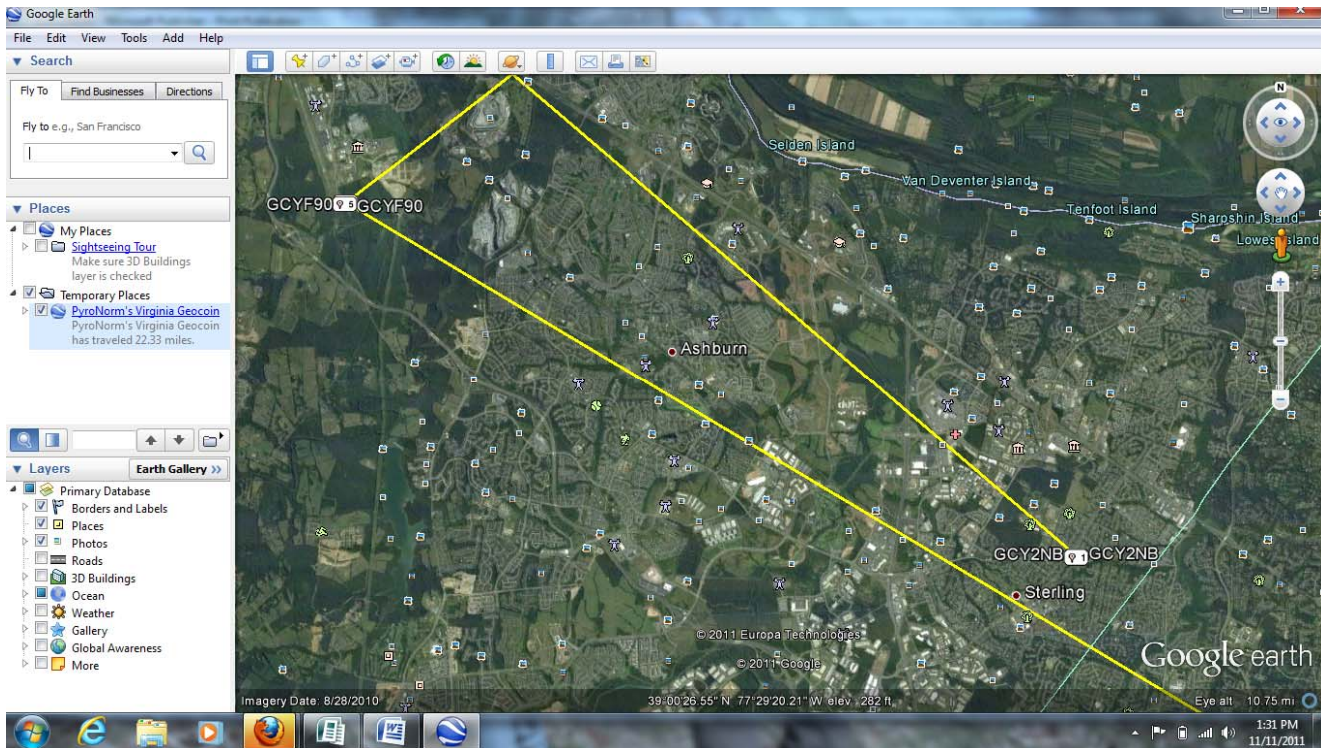 Google Earth
File Edit View Tools Add Help
Search
Fly To Find Businesses Directions
Fly to e.g., San Francisco
Places
My Places
Sightseeing Tour
Make sure 3D Buildings
layer is checked
Temporary Places
PyroNorm's Virginia Geocoin
PyroNorm's Virginia Geocoin
has traveled 22.33 miles.
Layers Earth Gallery >>
Primary Database
Borders and Labels
Places
Photos
Roads
3D Buildings
Ocean
Weather
Gallery
Global Awareness
More
N
Selden Island
Van Deventer Island
Tenfoot Island
Sharpshin Island
Lowes Island
GCYF90 5 GCYF90
Ashburn
GCY2NB 1 GCY2NB
Sterling
© 2011 Europa Technologies
© 2011 Google
Google earth
Imagery Date: 8/28/2010 39°00'26.55" N 77°29'20.21" W elev 282 ft Eye alt 10.75 mi
1:31 PM
11/11/2011